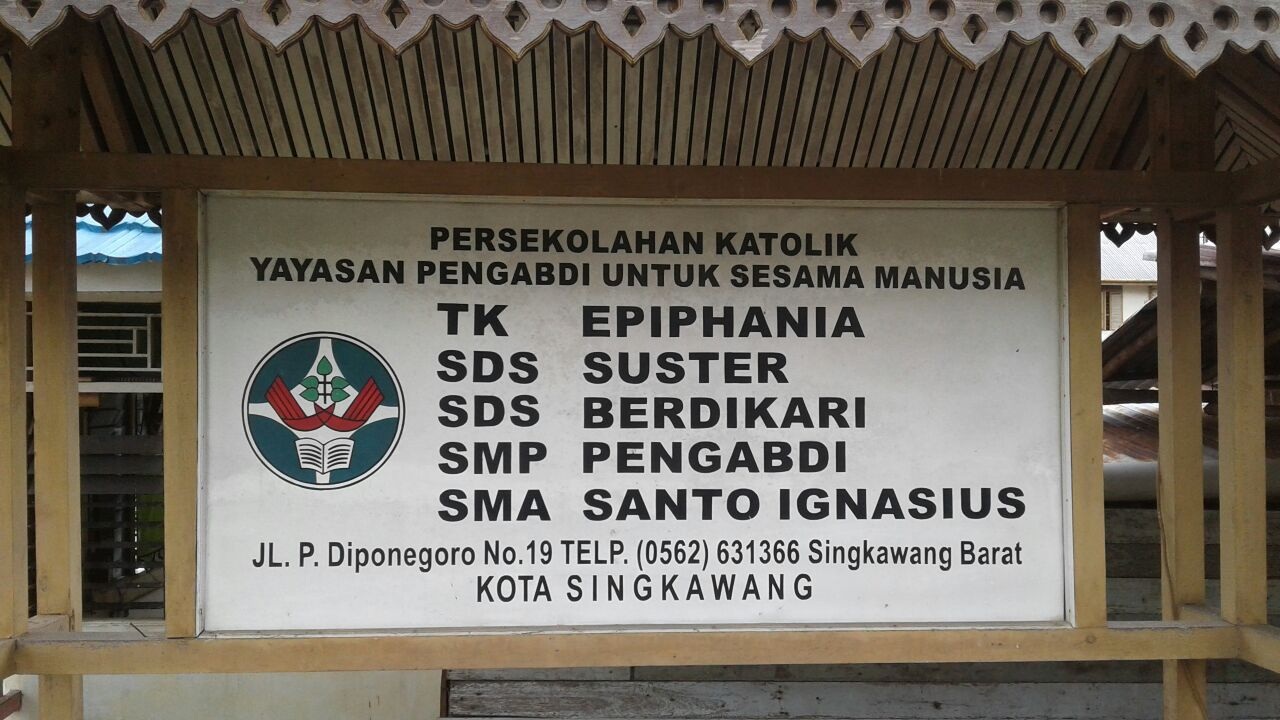 PERSEKOLAHAN KATOLIK
YAYASAN PENGABDI UNTUK SESAMA MANUSIA
TK EPIPHANIA
SDS SUSTER
SDS BERDIKARI
SMP PENGABDI
SMA SANTO IGNASIUS
JL. P. Diponegoro No.19 TELP. (0562) 631366 Singkawang Barat
KOTA SINGKAWANG